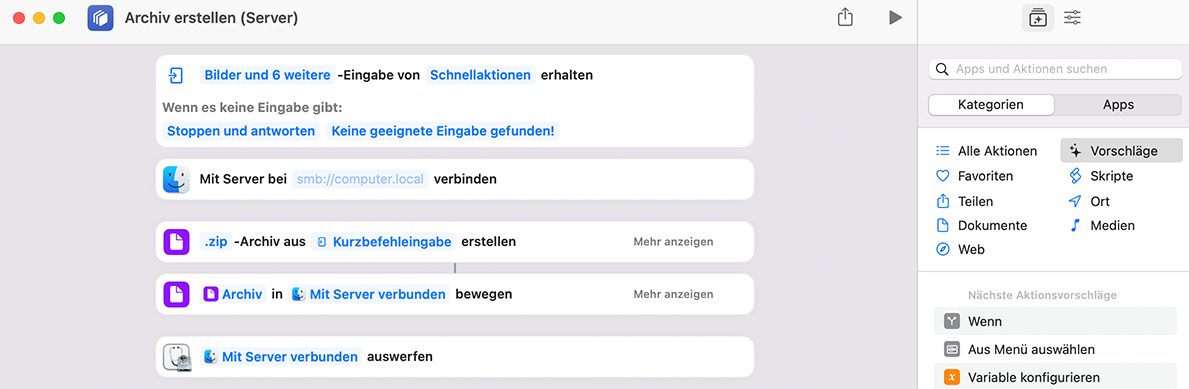 Archiv erstellen (Server)
Bilder und 6 weitere -Eingabe von Schnellaktionen erhalten
Wenn es keine Eingabe gibt:
Stoppen und antworten Keine geeignete Eingabe gefunden!
Mit Server bei smb://computer.local verbinden
.zip -Archiv aus Kurzbefehleingabe erstellen Mehr anzeigen
Archiv in Mit Server verbunden bewegen Mehr anzeigen
Mit Server verbunden auswerfen
Apps und Aktionen suchen
Kategorien Apps
Alle Aktionen Vorschläge
Favoriten Skripte
Teilen Ort
Dokumente Medien
Web
Nächste Aktionsvorschläge
Wenn
Aus Menü auswählen
Variable konfigurieren